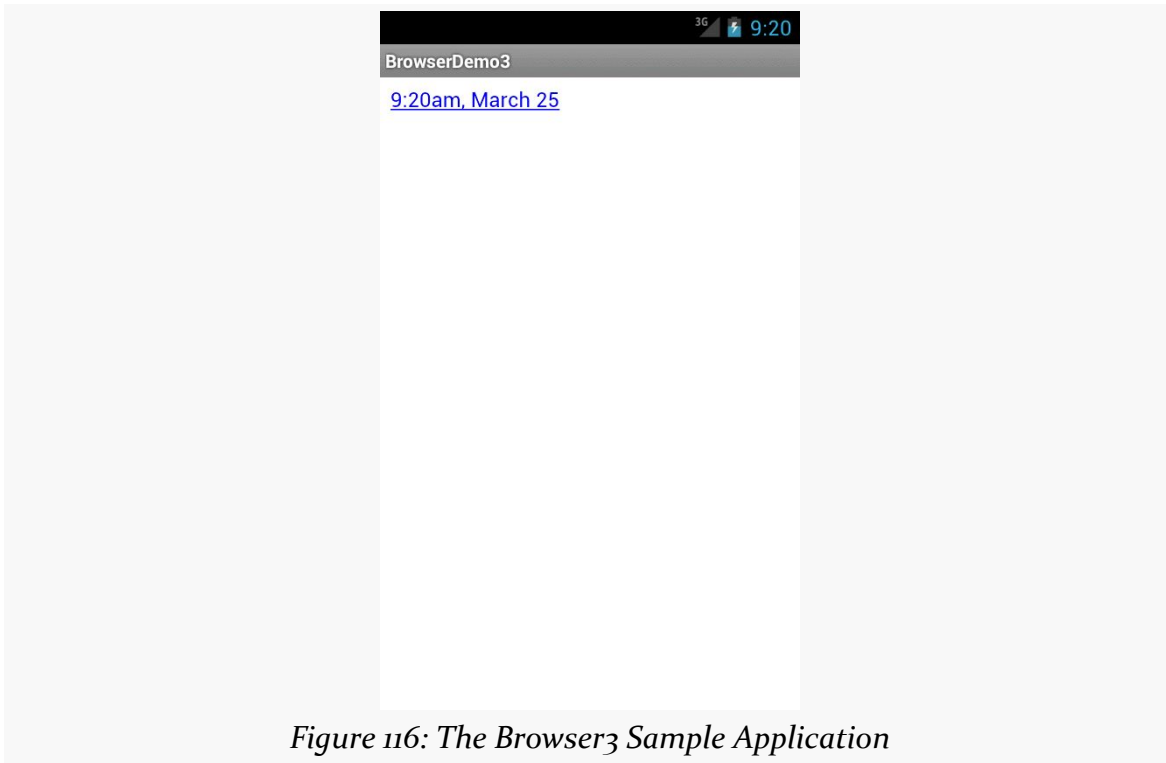 3G 9:20
BrowserDemo3
9:20am, March 25
Figure 116: The Browser3 Sample Application